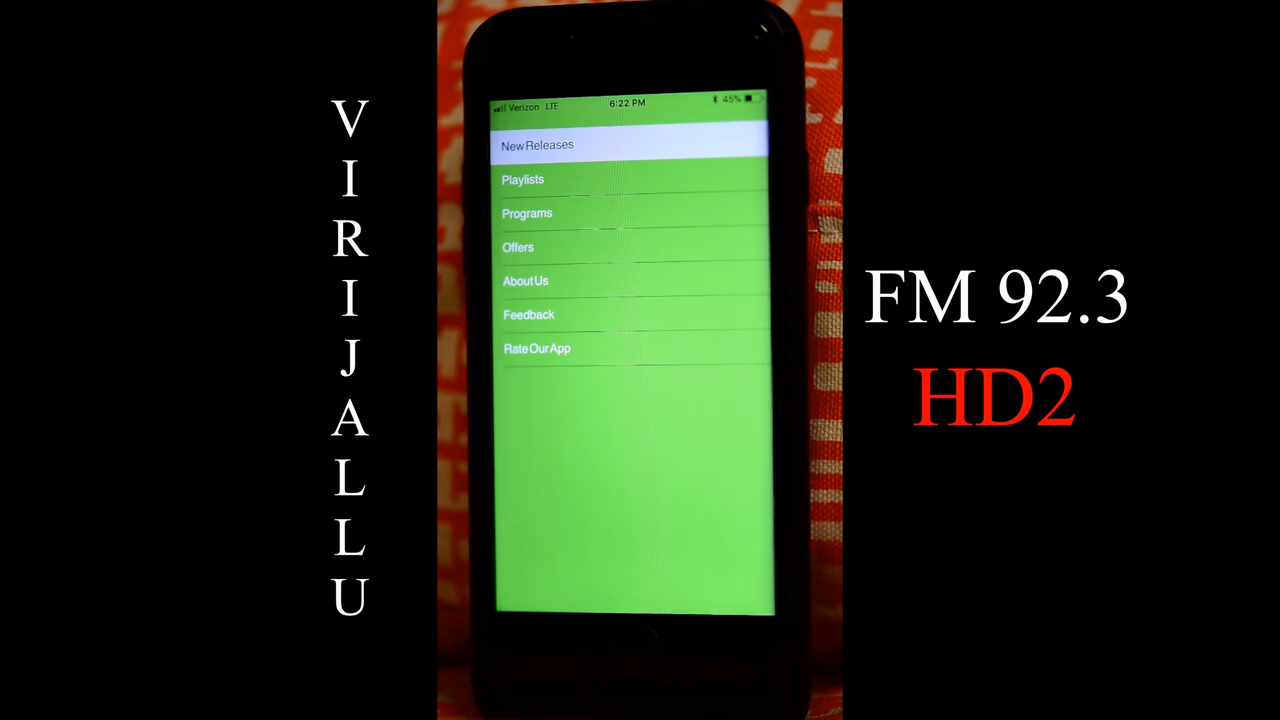 VIRIJALLU
Verizon LTE 6:22 PM 45%
New Releases
Playlists
Programs
Offers
About Us
Feedback
Rate Our App
FM 92.3
HD2